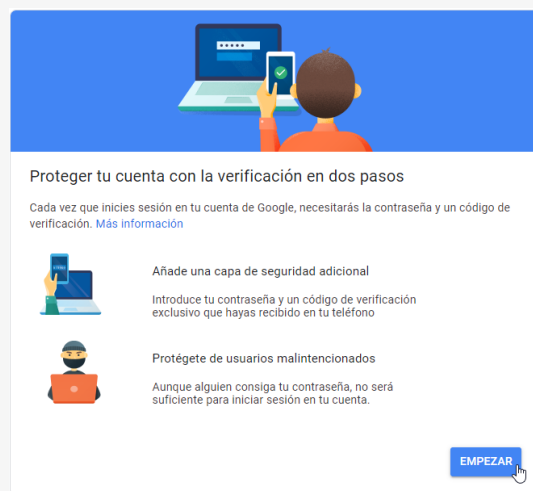 Proteger tu cuenta con la verificación en dos pasos
Cada vez que inicies sesión en tu cuenta de Google, necesitarás la contraseña y un código de
verificación. Más información
Añade una capa de seguridad adicional
Introduce tu contraseña y un código de verificación
exclusivo que hayas recibido en tu teléfono
Protégete de usuarios malintencionados
Aunque alguien consiga tu contraseña, no será
suficiente para iniciar sesión en tu cuenta.
EMPEZAR